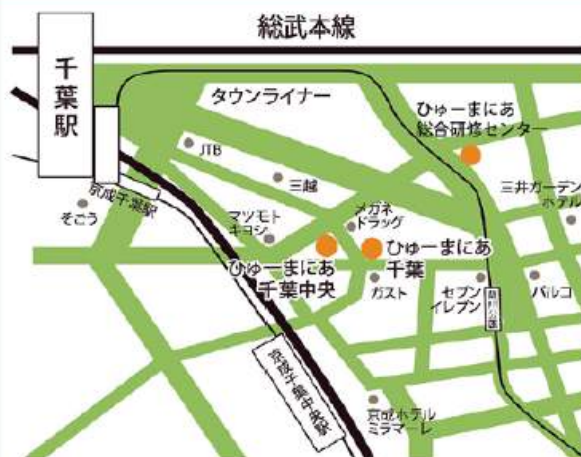 総武本線
千葉駅
タウンライナー
ひゅーまにあ
総合研修センター
JTB
三越
三井ガーデン
ホテル
京成千葉駅
そごう
マツモト
キヨシ
メガネ
ドラッグ
ひゅーまにあ
千葉中央
ひゅーまにあ
千葉
ガスト
セブン
イレブン
パルコ
京成千葉中央駅
京成ホテル
ミラマーレ